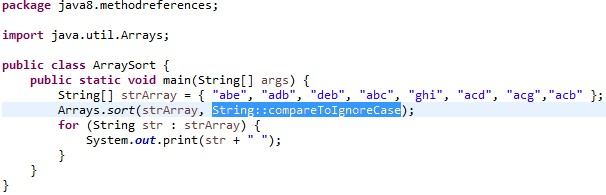 package java8.methodreferences;
import java.util.Arrays;
public class ArraySort {
public static void main(String[] args) {
String[] strArray = { "abe", "adb", "deb", "abc", "ghi", "acd", "acg","acb" };
Arrays.sort(strArray, String::compareToIgnoreCase);
for (String str : strArray) {
System.out.print(str + " ");
}
}
}